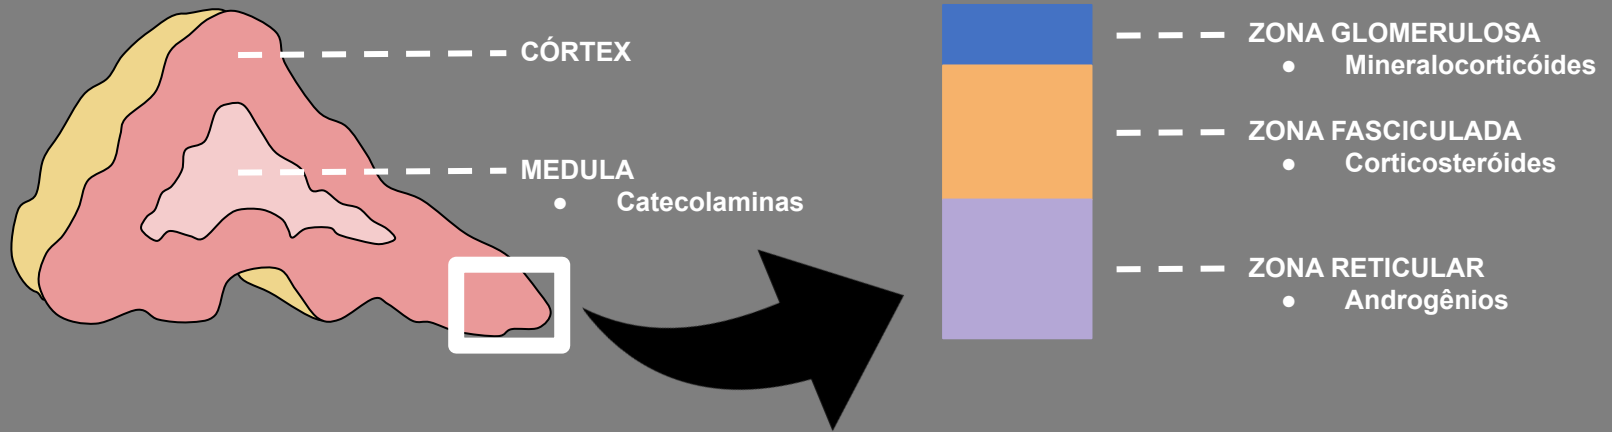 CÓRTEX
MEDULA
● Catecolaminas
ZONA GLOMERULOSA
● Mineralocorticóides
ZONA FASCICULADA
● Corticosteróides
ZONA RETICULAR
● Androgênios